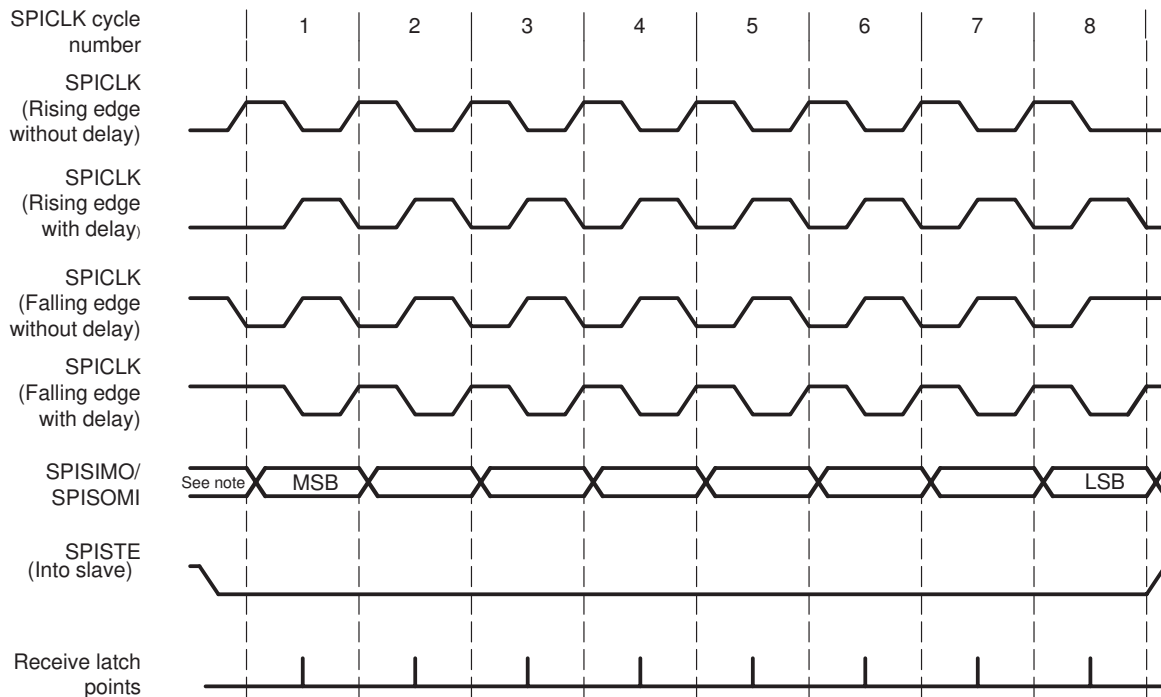 SPICLK cycle
number
1 2 3 4 5 6 7 8
SPICLK
(Rising edge
without delay)
SPICLK
(Rising edge
with delay)
SPICLK
(Falling edge
without delay)
SPICLK
(Falling edge
with delay)
SPISIMO/
SPISOMI
See note MSB LSB
SPISTE
(Into slave)
Receive latch
points